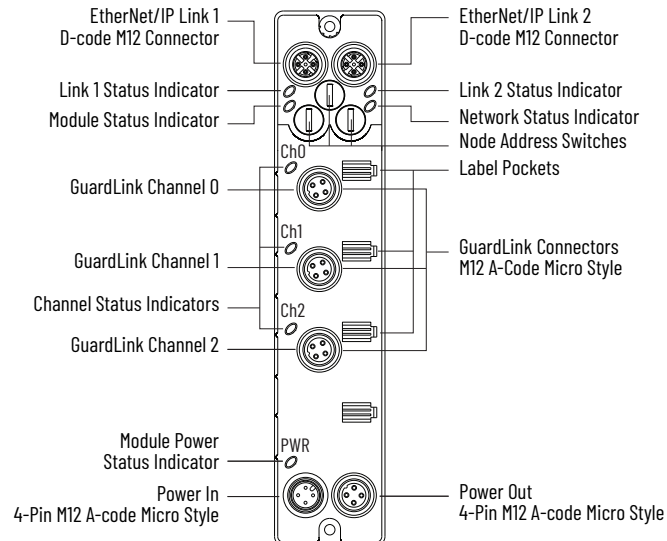 EtherNet/IP Link 1
D-code M12 Connector
EtherNet/IP Link 2
D-code M12 Connector
Link 1 Status Indicator
Link 2 Status Indicator
Module Status Indicator
Network Status Indicator
Node Address Switches
Ch0
Label Pockets
GuardLink Channel 0
Ch1
GuardLink Channel 1
GuardLink Connectors
M12 A-Code Micro Style
Channel Status Indicators
Ch2
GuardLink Channel 2
Module Power
Status Indicator
PWR
Power In
4-Pin M12 A-code Micro Style
Power Out
4-Pin M12 A-code Micro Style